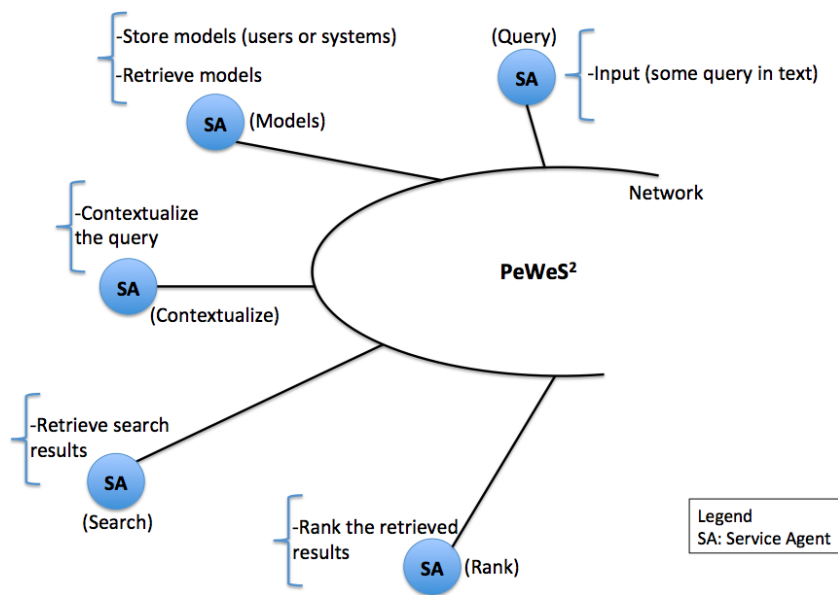 -Store models (users or systems)
-Retrieve models
SA
(Models)
(Query)
SA
-Input (some query in text)
Network
-Contextualize
the query
SA
(Contextualize)
PeWeS²
-Retrieve search
results
SA
(Search)
-Rank the retrieved
results
SA
(Rank)
Legend
SA: Service Agent